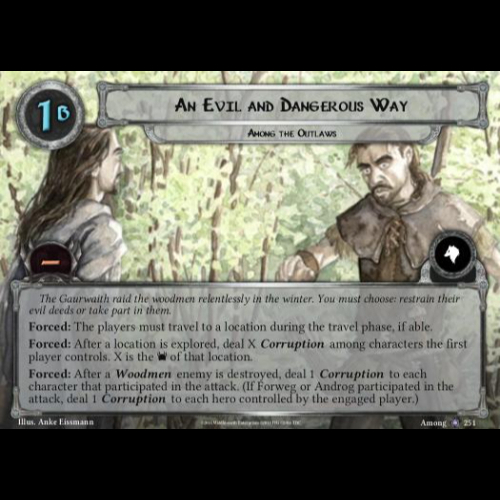 1B
AN EVIL AND DANGEROUS WAY
AMONG THE OUTLAWS
–
The Gaurwaith raid the woodmen relentlessly in the winter. You must choose: restrain their
evil deeds or take part in them.
Forced: The players must travel to a location during the travel phase, if able.
Forced: After a location is explored, deal X Corruption among characters the first
player controls. X is the of that location.
Forced: After a Woodmen enemy is destroyed, deal 1 Corruption to each
character that participated in the attack. (If Forweg or Androg participated in the
attack, deal 1 Corruption to each hero controlled by the engaged player.)
Illus. Anke Eissmann
Among 251